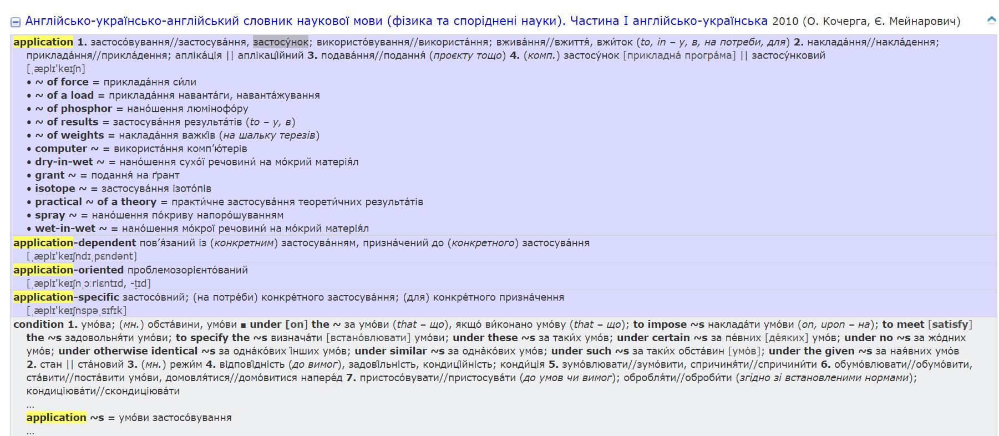 Англійсько-українсько-англійський словник наукової мови (фізика та споріднені науки). Частина І англійсько-українська 2010 (О. Кочерга, Є. Мейнарович)
application 1. застосо́вування//застосува́ння, застосу́нок; використо́вування//використа́ння; вжива́ння//вжиття́, вжи́ток (to, in – у, в, на потреби, для) 2. наклада́ння//накла́дення;
приклада́ння//прикла́дення; апліка́ція || аплікаці́йний 3. подава́ння//подання́ (проєкту тощо) 4. (комп.) застосу́нок [прикладна́ програ́ма] || застосу́нковий
[ˌæplɪˈkeɪʃn]
• ~ of force = приклада́ння си́ли
• ~ of a load = приклада́ння наванта́ги, наванта́жування
• ~ of phosphor = нано́шення люмінофо́ру
• ~ of results = застосува́ння результа́тів (to – у, в)
• ~ of weights = наклада́ння важкі́в (на шальку терезів)
• computer ~ = використа́ння комп’ю́терів
• dry-in-wet ~ = нано́шення сухо́ї речовини́ на мо́крий матерія́л
• grant ~ = подання́ на ґрант
• isotope ~ = застосува́ння ізото́пів
• practical ~ of a theory = практи́чне застосува́ння теорети́чних результа́тів
• spray ~ = нано́шення по́криву напоро́шуванням
• wet-in-wet ~ = нано́шення мо́крої речовини́ на мо́крий матерія́л
application-dependent пов’я́заний із (конкретним) застосува́нням, призна́чений до (конкретного) застосува́ння
[ˌæplɪˈkeɪʃndɪˌpɛndənt]
application-oriented проблемозорієнто́ваний
[ˌæplɪˈkeɪʃnˌɔːriɛntɪd, -t̬ɪd]
application-specific застосо́вний; (на потре́би) конкре́тного застосува́ння; (для) конкре́тного призна́чення
[ˌæplɪˈkeɪʃnspəˌsɪfɪk]
condition 1. умо́ва; (мн.) обста́вини, умо́ви ■ under [on] the ~ за умо́ви (that – що), якщо́ ви́конано умо́ву (that – що); to impose ~s наклада́ти умо́ви (on, upon – на); to meet [satisfy]
the ~s задовольня́ти умо́ви; to specify the ~s визнача́ти [встано́влювати] умо́ви; under these ~s за таки́х умо́в; under certain ~s за пе́вних [де́яких] умо́в; under no ~s за жо́дних
умо́в; under otherwise identical ~s за одна́кових і́нших умо́в; under similar ~s за одна́кових умо́в; under such ~s за таки́х обста́вин [умо́в]; under the given ~s за ная́вних умо́в
2. стан || ста́новий 3. (мн.) режи́м 4. відпові́дність (до вимог), задові́льність, кондиці́йність; конди́ція 5. зумо́влювати//зумо́вити, спричиня́ти//спричини́ти 6. обумо́влювати//обумо́вити,
ста́вити//поста́вити умо́ви, домовля́тися//домо́витися напере́д 7. пристосо́вувати//пристосува́ти (до умов чи вимог); обробля́ти//оброби́ти (згідно зі встановленими нормами);
кондиціюва́ти//скондиціюва́ти
...
application ~s = умо́ви застосо́вування
...